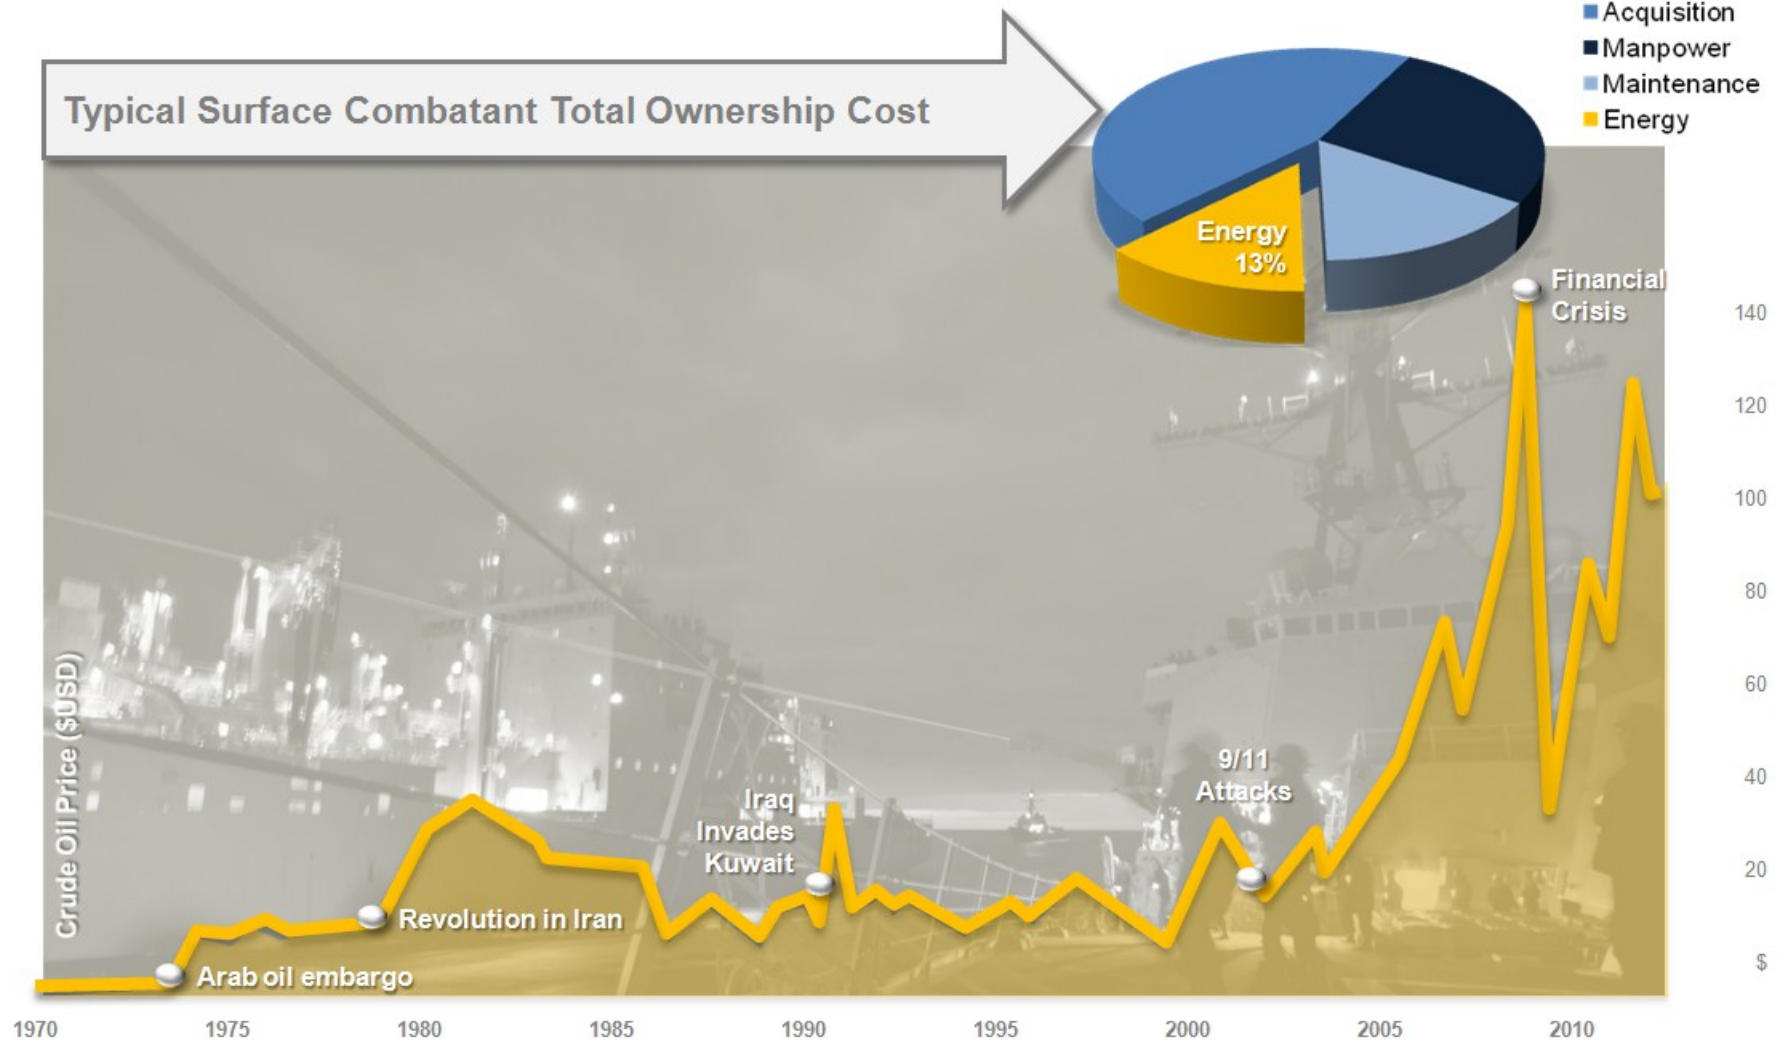 Acquisition
Manpower
Maintenance
Energy
Typical Surface Combatant Total Ownership Cost
Energy
13%
Financial
Crisis
140
120
100
80
60
40
20
$
9/11
Attacks
Iraq
Invades
Kuwait
Revolution in Iran
Arab oil embargo
Crude Oil Price ($USD)
1970 1975 1980 1985 1990 1995 2000 2005 2010